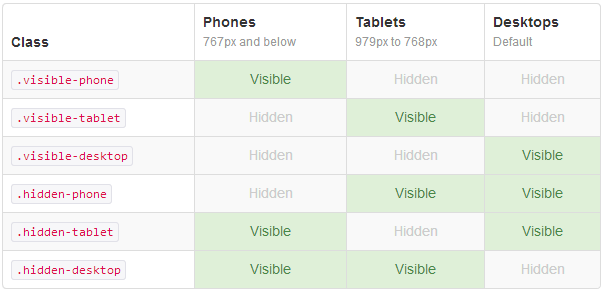 Class Phones Tablets Desktops
767px and below 979px to 768px Default
.visible-phone Visible Hidden Hidden
.visible-tablet Hidden Visible Hidden
.visible-desktop Hidden Hidden Visible
.hidden-phone Hidden Visible Visible
.hidden-tablet Visible Hidden Visible
.hidden-desktop Visible Visible Hidden